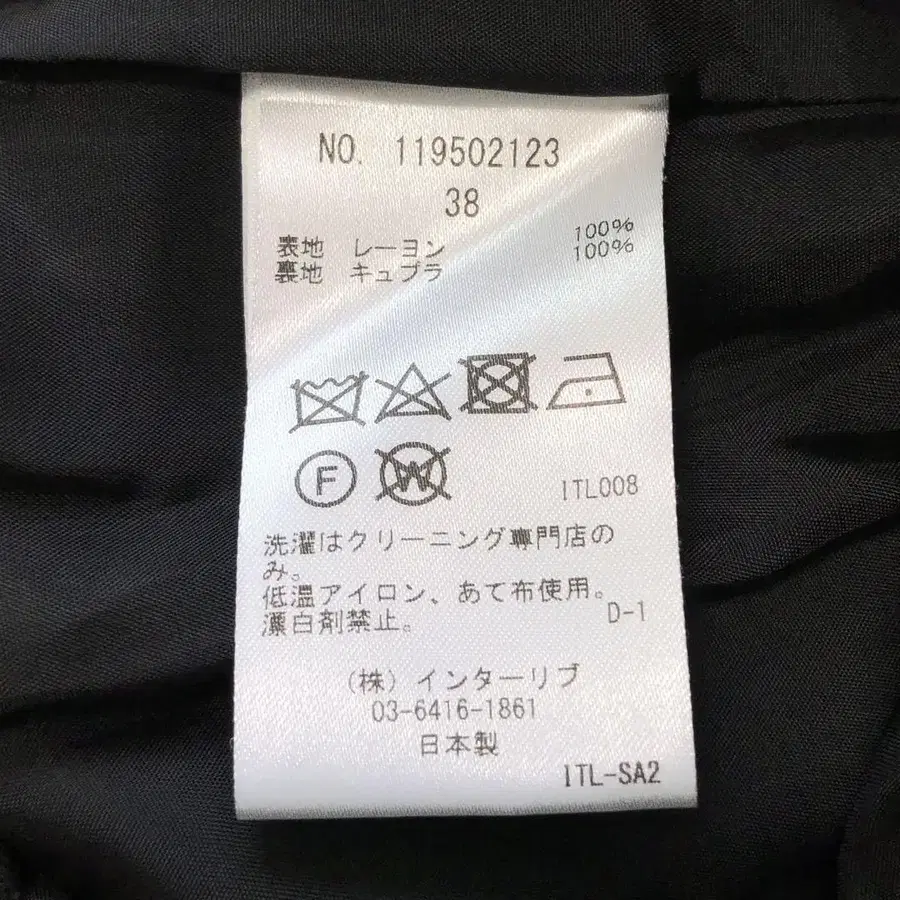 NO. 119502123
38
表地 レーヨン 100%
裏地 キュプラ 100%
F W
ITL008
洗濯はクリーニング専門店の
み。
低温アイロン、あて布使用。
漂白剤禁止。 D-1
(株)インターリブ
03-6416-1861
日本製
ITL-SA2